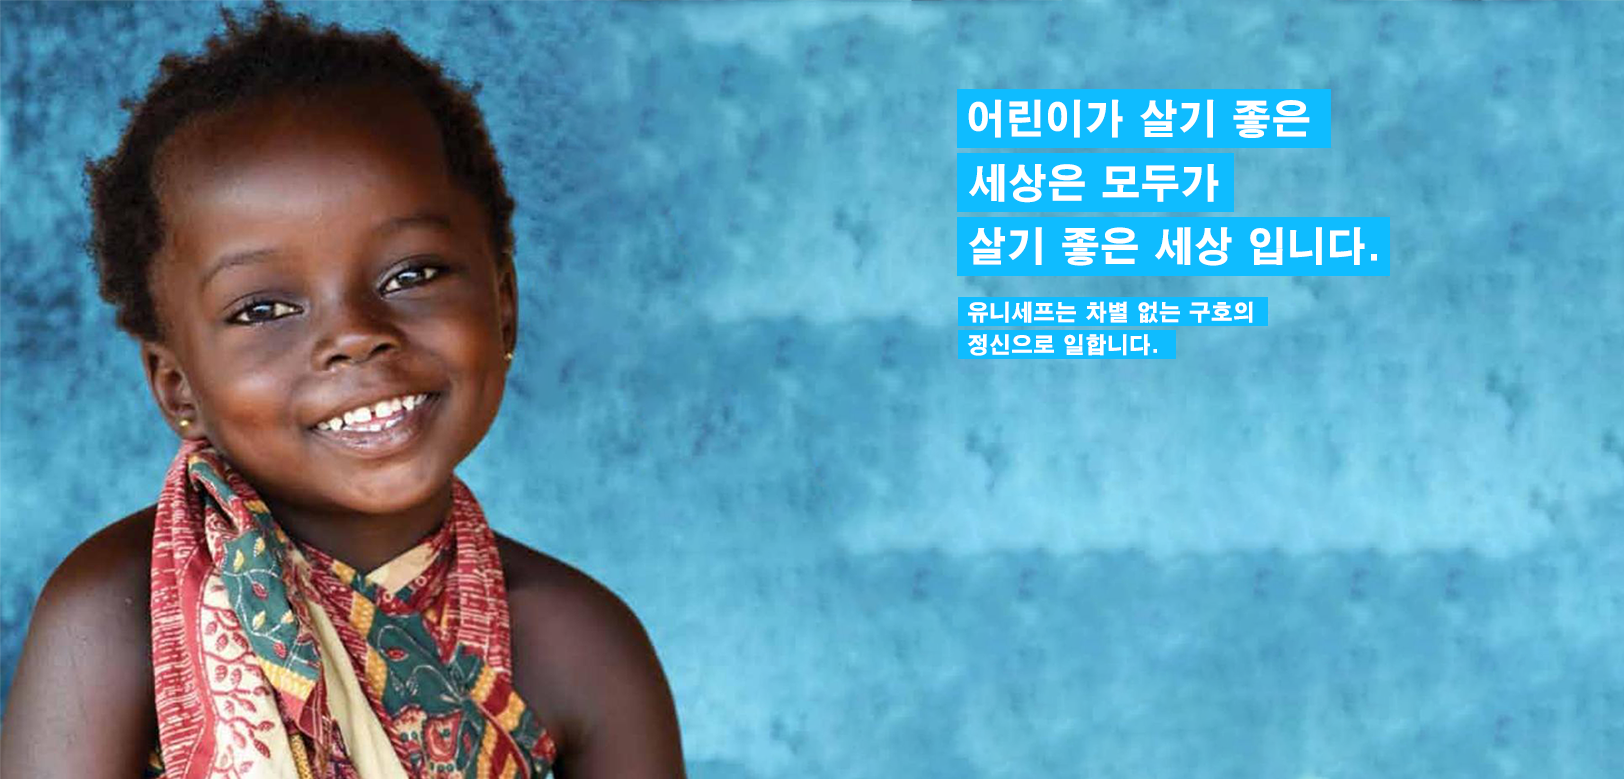 어린이가 살기 좋은
세상은 모두가
살기 좋은 세상 입니다.
유니세프는 차별 없는 구호의
정신으로 일합니다.